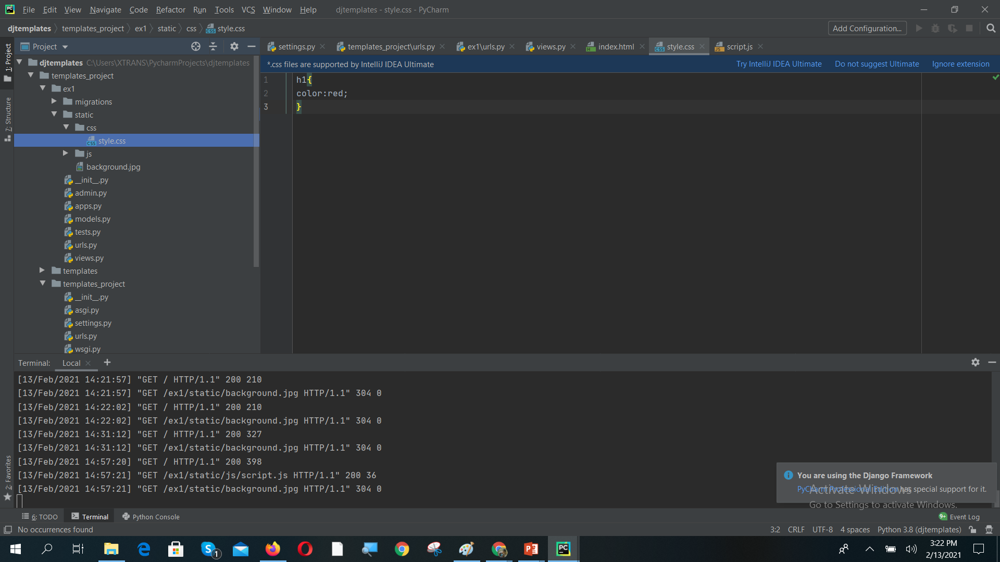 File Edit View Navigate Code Refactor Run Tools VCS Window Help djtemplates - style.css - PyCharm
djtemplates templates_project ex1 static css style.css Add Configuration...
1: Project
Project
settings.py templates_project\urls.py ex1\urls.py views.py index.html style.css script.js
djtemplates C:\Users\XTRANS\PycharmProjects\djtemplates
*.css files are supported by IntelliJ IDEA Ultimate Try IntelliJ IDEA Ultimate Do not suggest Ultimate Ignore extension
templates_project
ex1
migrations
static
css
style.css
js
background.jpg
__init__.py
admin.py
apps.py
models.py
tests.py
urls.py
views.py
templates
templates_project
__init__.py
asgi.py
settings.py
urls.py
wsgi.py
7: Structure
2: Favorites
1 h1{
2 color:red;
3 }
Terminal: Local +
[13/Feb/2021 14:21:57] "GET / HTTP/1.1" 200 210
[13/Feb/2021 14:21:57] "GET /ex1/static/background.jpg HTTP/1.1" 304 0
[13/Feb/2021 14:22:02] "GET / HTTP/1.1" 200 210
[13/Feb/2021 14:22:02] "GET /ex1/static/background.jpg HTTP/1.1" 304 0
[13/Feb/2021 14:31:12] "GET / HTTP/1.1" 200 327
[13/Feb/2021 14:31:12] "GET /ex1/static/background.jpg HTTP/1.1" 304 0
[13/Feb/2021 14:57:20] "GET / HTTP/1.1" 200 398
[13/Feb/2021 14:57:21] "GET /ex1/static/js/script.js HTTP/1.1" 200 36
[13/Feb/2021 14:57:21] "GET /ex1/static/background.jpg HTTP/1.1" 304 0
You are using the Django Framework
PyCharm Professional Edition has special support for it.
Activate Windows
Go to Settings to activate Windows.
6: TODO Terminal Python Console 9+ Event Log
No occurrences found 3:2 CRLF UTF-8 4 spaces Python 3.8 (djtemplates)
3:22 PM
2/13/2021